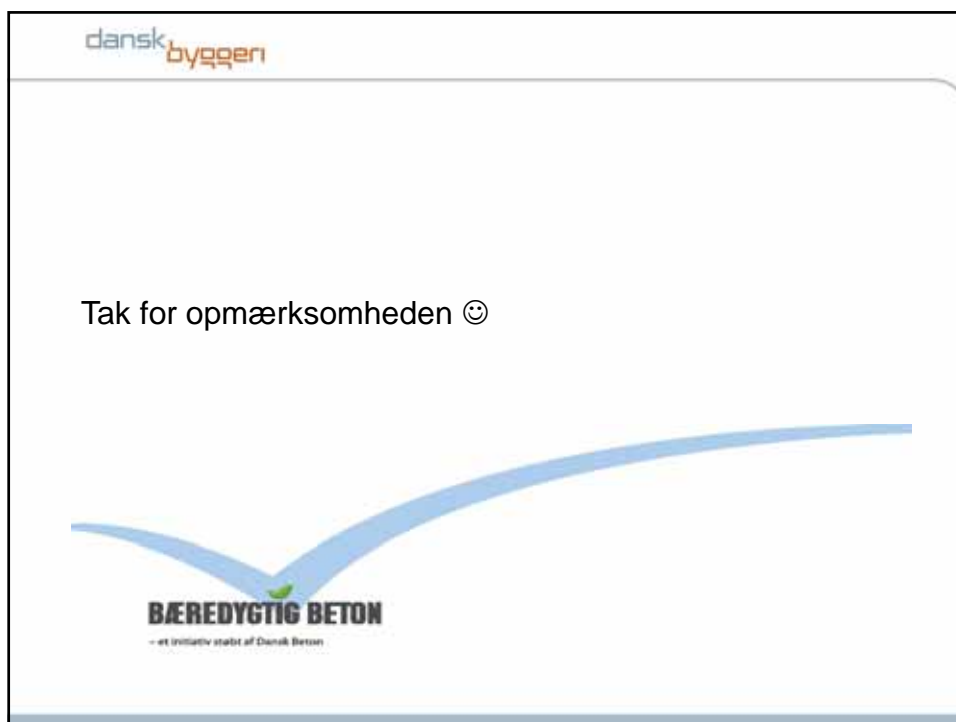 dansk
byggeri
Tak for opmærksomheden ☺
BÆREDYGTIG BETON
– et initiativ støbt af Dansk Beton